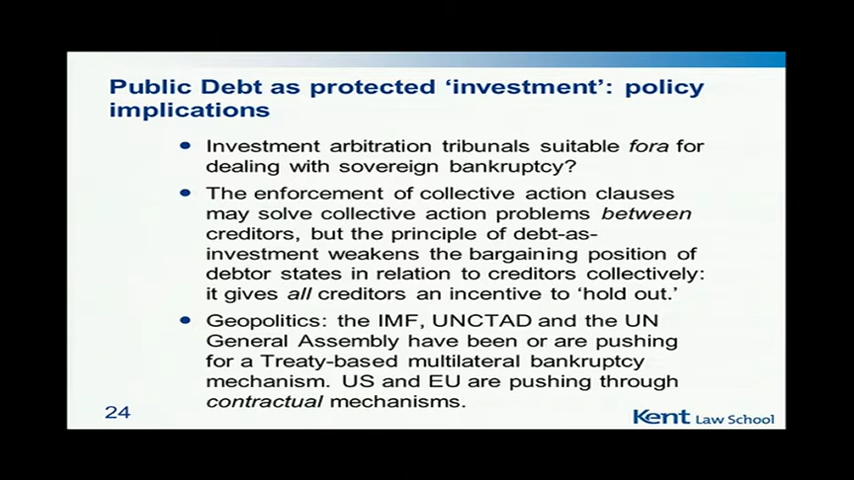 Public Debt as protected ‘investment’: policy
implications
• Investment arbitration tribunals suitable fora for
dealing with sovereign bankruptcy?
• The enforcement of collective action clauses
may solve collective action problems between
creditors, but the principle of debt-as-
investment weakens the bargaining position of
debtor states in relation to creditors collectively:
it gives all creditors an incentive to ‘hold out.’
• Geopolitics: the IMF, UNCTAD and the UN
General Assembly have been or are pushing
for a Treaty-based multilateral bankruptcy
mechanism. US and EU are pushing through
contractual mechanisms.
24
Kent Law School